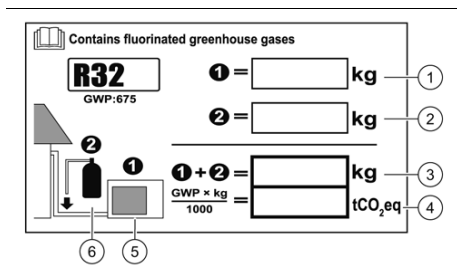 Contains fluorinated greenhouse gases
R32
GWP:675
❶ = kg ①
❷ = kg ②
❷
❶
❶+❷ = kg ③
GWP × kg
1000
= tCO₂eq ④
⑥ ⑤